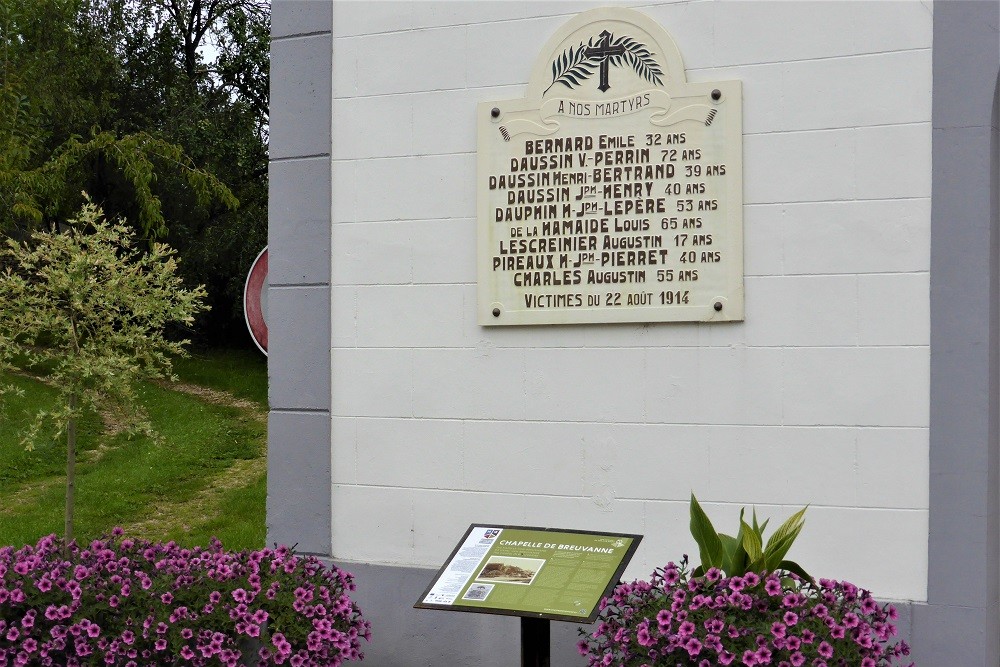 A NOS MARTYRS
BERNARD EMILE 32 ANS
DAUSSIN V.-PERRIN 72 ANS
DAUSSIN HENRI-BERTRAND 39 ANS
DAUSSIN JPH-HENRY 40 ANS
DAUPHIN H-JPH-LEPÈRE 53 ANS
DE LA HAMAIDE LOUIS 65 ANS
LESCREINIER AUGUSTIN 17 ANS
PIREAUX H-JPH-PIERRET 40 ANS
CHARLES AUGUSTIN 55 ANS
VICTIMES DU 22 AOÛT 1914
CHAPELLE DE BREUVANNE